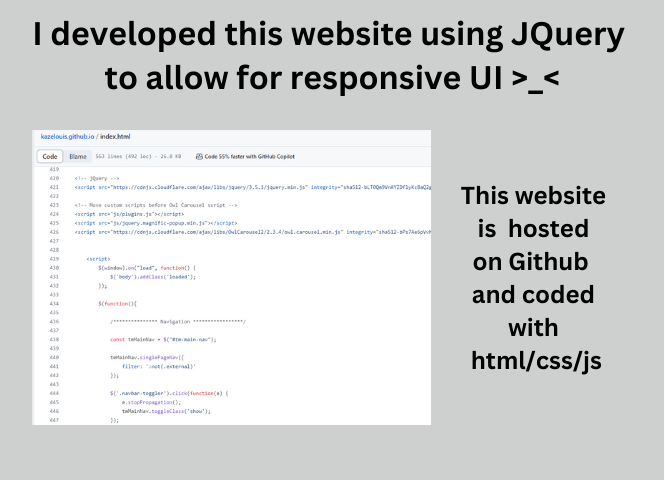 I developed this website using JQuery
to allow for responsive UI >_<
kazelouis.github.io / index.html
Code Blame 563 lines (492 loc) · 26.8 KB Code 55% faster with GitHub Copilot
419
420 <!-- jQuery -->
421 <script src="https://cdnjs.cloudflare.com/ajax/libs/jquery/3.5.1/jquery.min.js" integrity=
422
423 <!-- Move custom scripts before Owl Carousel script -->
424 <script src="js/plugins.js"></script>
425 <script src="js/jquery.magnific-popup.min.js"></script>
426 <script src="https://cdnjs.cloudflare.com/ajax/libs/OwlCarousel2/2.3.4/owl.carousel.min.js" integrity=
427
428
429 <script>
430 $(window).on("load", function() {
431 $('body').addClass('loaded');
432 });
433
434 $(function(){
435
436 /*************** Navigation *****************/
437
438 const tmMainNav = $("#tm-main-nav");
439
440 tmMainNav.singlePageNav({
441 filter: ':not(.external)'
442 });
443
444 $('.navbar-toggler').click(function(e) {
445 e.stopPropagation();
446 tmMainNav.toggleClass('show');
447 });
This website
is hosted
on Github
and coded
with
html/css/js